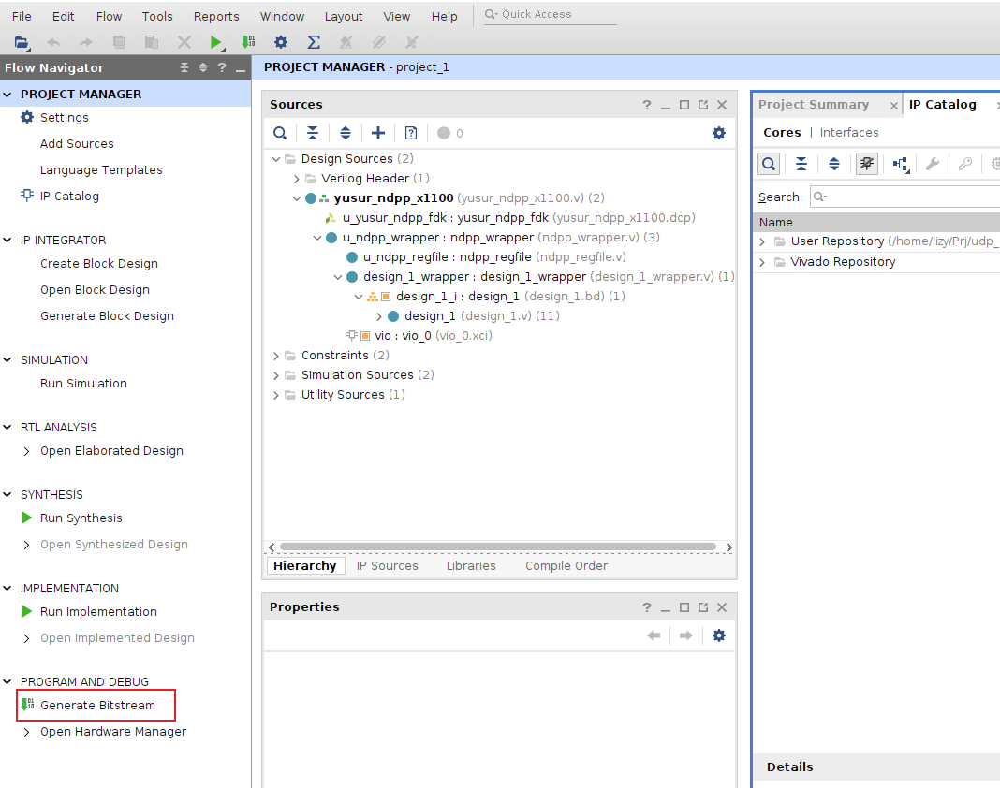 File Edit Flow Tools Reports Window Layout View Help Quick Access
Flow Navigator
PROJECT MANAGER - project_1
PROJECT MANAGER
Settings
Add Sources
Language Templates
IP Catalog
IP INTEGRATOR
Create Block Design
Open Block Design
Generate Block Design
SIMULATION
Run Simulation
RTL ANALYSIS
Open Elaborated Design
SYNTHESIS
Run Synthesis
Open Synthesized Design
IMPLEMENTATION
Run Implementation
Open Implemented Design
PROGRAM AND DEBUG
Generate Bitstream
Open Hardware Manager
Sources
0
Design Sources (2)
Verilog Header (1)
yusur_ndpp_x1100 (yusur_ndpp_x1100.v) (2)
u_yusur_ndpp_fdk : yusur_ndpp_fdk (yusur_ndpp_x1100.dcp)
u_ndpp_wrapper : ndpp_wrapper (ndpp_wrapper.v) (3)
u_ndpp_regfile : ndpp_regfile (ndpp_regfile.v)
design_1_wrapper : design_1_wrapper (design_1_wrapper.v) (1)
design_1_i : design_1 (design_1.bd) (1)
design_1 (design_1.v) (11)
vio : vio_0 (vio_0.xci)
Constraints (2)
Simulation Sources (2)
Utility Sources (1)
Hierarchy IP Sources Libraries Compile Order
Properties
Project Summary IP Catalog
Cores | Interfaces
Search:
Name
User Repository (/home/lizy/Prj/udp_
Vivado Repository
Details